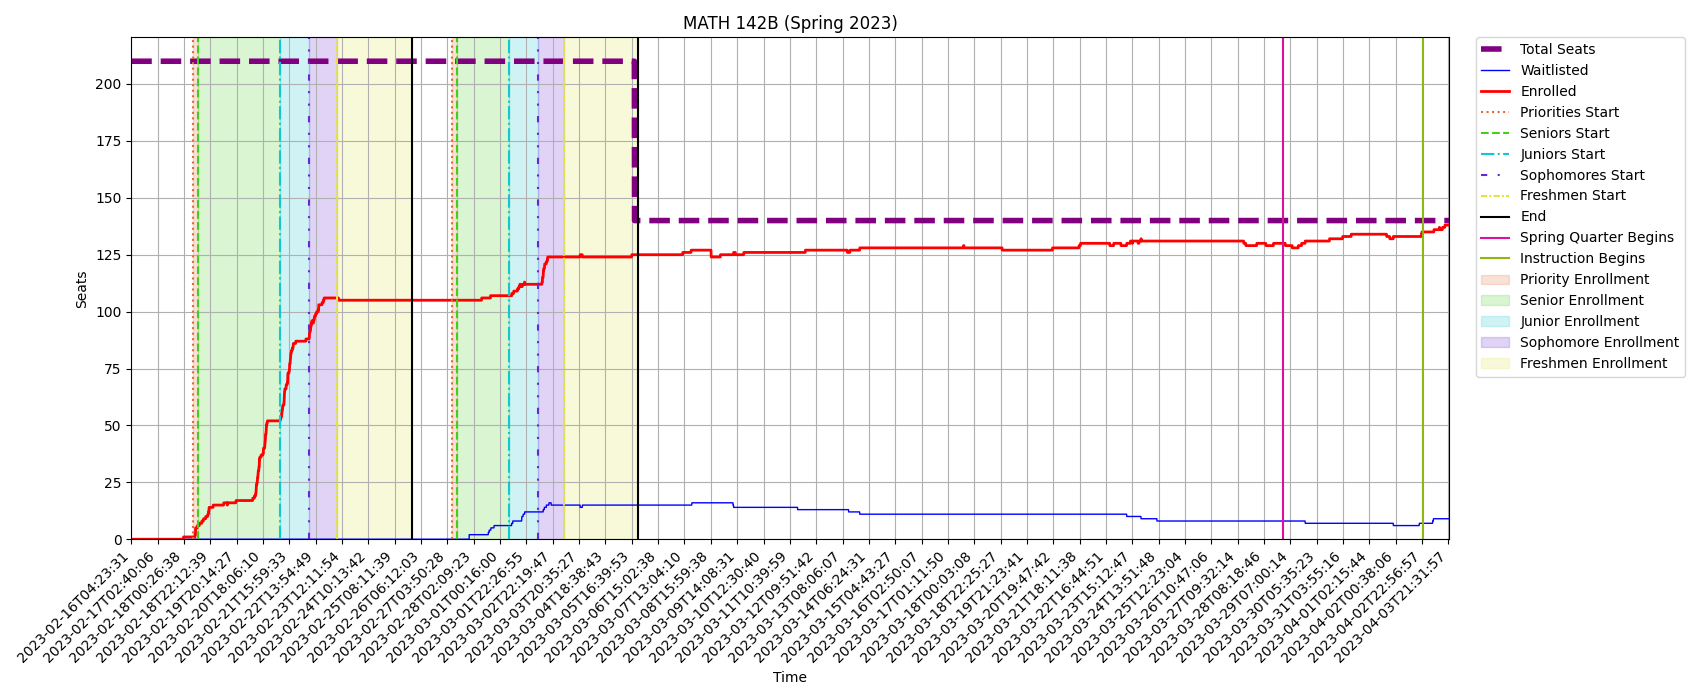 MATH 142B (Spring 2023)
Seats
200
175
150
125
100
75
50
25
0
2023-02-16T04:23:31
2023-02-17T02:40:06
2023-02-18T00:26:38
2023-02-18T22:12:39
2023-02-19T20:14:27
2023-02-20T18:06:10
2023-02-21T15:59:33
2023-02-22T13:54:49
2023-02-23T12:11:54
2023-02-24T10:13:42
2023-02-25T08:11:39
2023-02-26T06:12:03
2023-02-27T03:50:28
2023-02-28T02:09:23
2023-03-01T00:16:00
2023-03-01T22:26:55
2023-03-02T22:19:47
2023-03-03T20:35:27
2023-03-04T18:38:43
2023-03-05T16:39:53
2023-03-06T15:02:38
2023-03-07T13:04:10
2023-03-08T15:59:38
2023-03-09T14:08:31
2023-03-10T12:30:40
2023-03-11T10:39:59
2023-03-12T09:51:42
2023-03-13T08:06:07
2023-03-14T06:24:31
2023-03-15T04:43:27
2023-03-16T02:50:07
2023-03-17T01:11:50
2023-03-18T00:03:08
2023-03-18T22:25:27
2023-03-19T21:23:41
2023-03-20T19:47:42
2023-03-21T18:11:38
2023-03-22T16:44:51
2023-03-23T15:12:47
2023-03-24T13:51:48
2023-03-25T12:23:04
2023-03-26T10:47:06
2023-03-27T09:32:14
2023-03-28T08:18:46
2023-03-29T07:00:14
2023-03-30T05:35:23
2023-03-31T03:55:16
2023-04-01T02:15:44
2023-04-02T00:38:06
2023-04-02T22:56:57
2023-04-03T21:31:57
Time
Total Seats
Waitlisted
Enrolled
Priorities Start
Seniors Start
Juniors Start
Sophomores Start
Freshmen Start
End
Spring Quarter Begins
Instruction Begins
Priority Enrollment
Senior Enrollment
Junior Enrollment
Sophomore Enrollment
Freshmen Enrollment